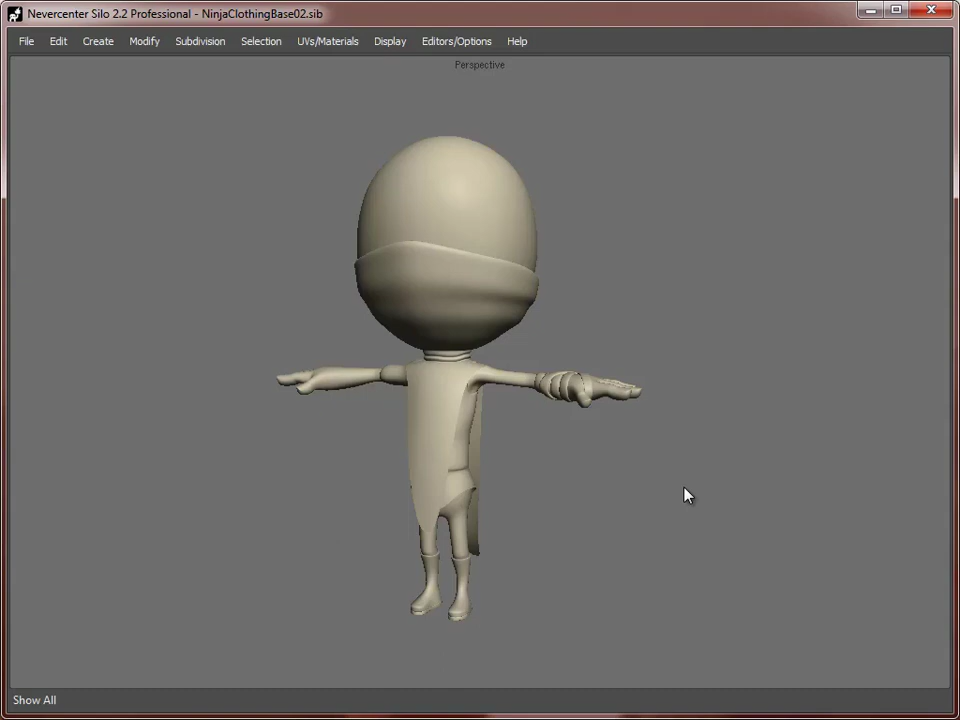 Nevercenter Silo 2.2 Professional - NinjaClothingBase02.sib
File Edit Create Modify Subdivision Selection UVs/Materials Display Editors/Options Help
Perspective
Show All